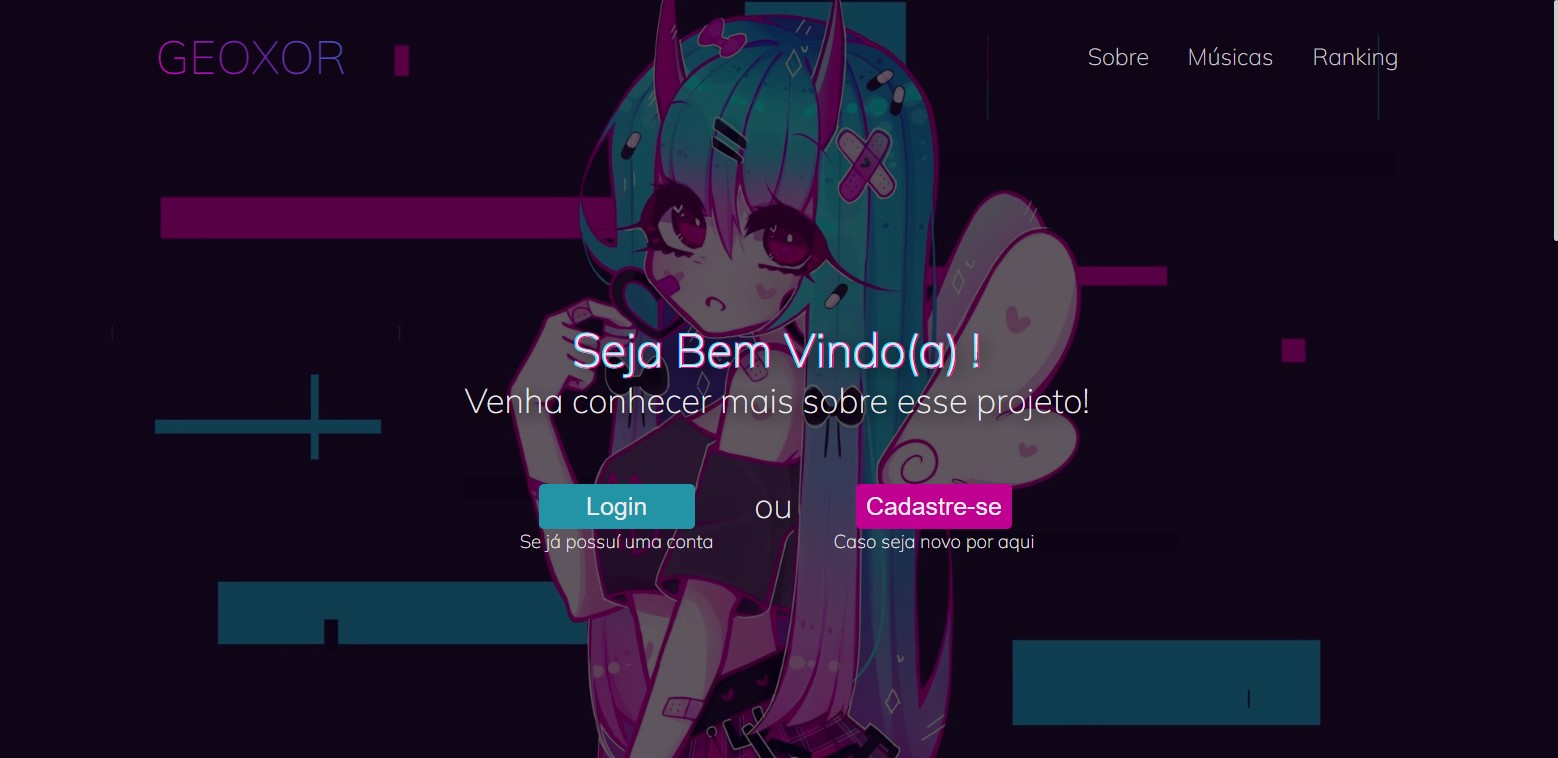 GEOXOR
Sobre Músicas Ranking
Seja Bem Vindo(a) !
Venha conhecer mais sobre esse projeto!
Login ou Cadastre-se
Se já possuí uma conta Caso seja novo por aqui